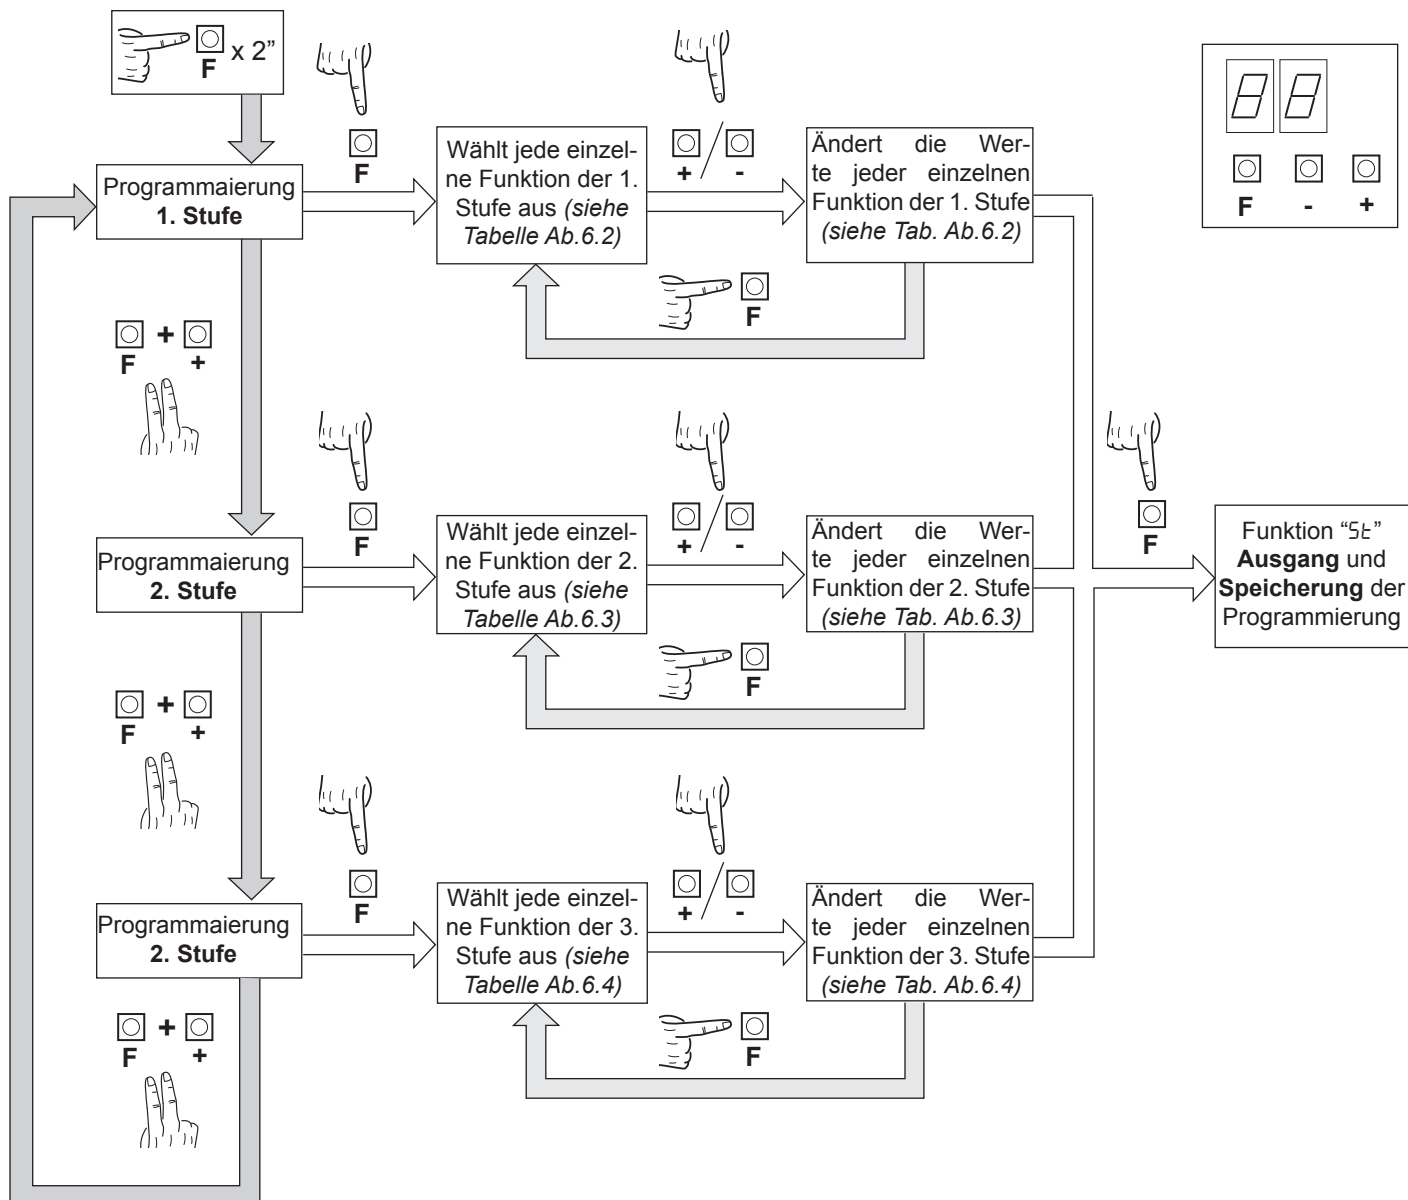 F x 2”
F
+ / -
88
F - +
Programmaierung
1. Stufe
Wählt jede einzel-
ne Funktion der 1.
Stufe aus (siehe
Tabelle Ab.6.2)
Ändert die Wer-
te jeder einzelnen
Funktion der 1. Stufe
(siehe Tab. Ab.6.2)
F
F + +
F
+ / -
Programmaierung
2. Stufe
Wählt jede einzel-
ne Funktion der 2.
Stufe aus (siehe
Tabelle Ab.6.3)
Ändert die Wer-
te jeder einzelnen
Funktion der 2. Stufe
(siehe Tab. Ab.6.3)
F
F
Funktion “St”
Ausgang und
Speicherung der
Programmierung
F + +
F
+ / -
Programmaierung
2. Stufe
Wählt jede einzel-
ne Funktion der 3.
Stufe aus (siehe
Tabelle Ab.6.4)
Ändert die Wer-
te jeder einzelnen
Funktion der 3. Stufe
(siehe Tab. Ab.6.4)
F
F + +